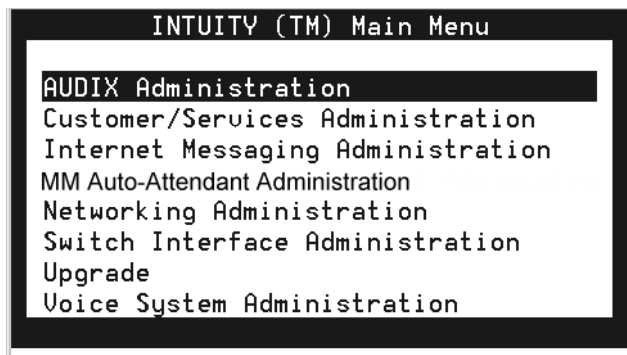 INTUITY (TM) Main Menu
AUDIX Administration
Customer/Services Administration
Internet Messaging Administration
MM Auto-Attendant Administration
Networking Administration
Switch Interface Administration
Upgrade
Voice System Administration